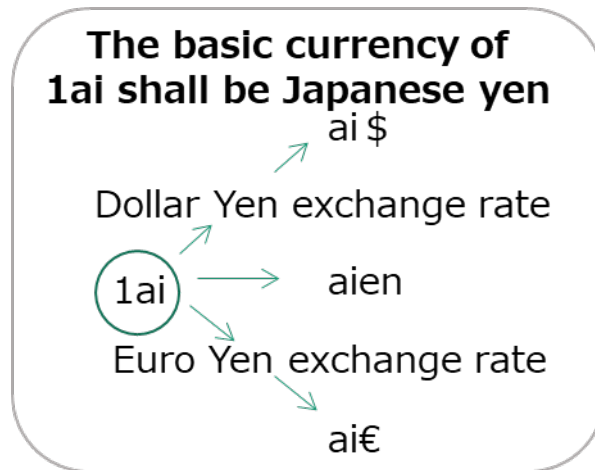 The basic currency of
1ai shall be Japanese yen
ai $
Dollar Yen exchange rate
1ai
aien
Euro Yen exchange rate
ai€